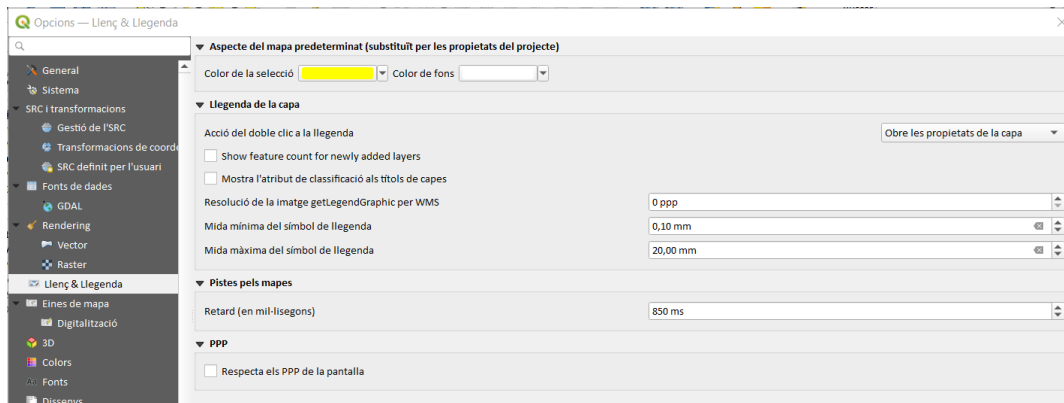 Opcions — Llenç & Llegenda
General
Sistema
SRC i transformacions
Gestió de l'SRC
Transformacions de coorde
SRC definit per l'usuari
Fonts de dades
GDAL
Rendering
Vector
Raster
Llenç & Llegenda
Eines de mapa
Digitalització
3D
Colors
Fonts
Dissenys
Aspecte del mapa predeterminat (substituït per les propietats del projecte)
Color de la selecció Color de fons
Llegenda de la capa
Acció del doble clic a la llegenda Obre les propietats de la capa
Show feature count for newly added layers
Mostra l'atribut de classificació als títols de capes
Resolució de la imatge getLegendGraphic per WMS 0 ppp
Mida mínima del símbol de llegenda 0,10 mm
Mida màxima del símbol de llegenda 20,00 mm
Pistes pels mapes
Retard (en mil·lisegons) 850 ms
PPP
Respecta els PPP de la pantalla